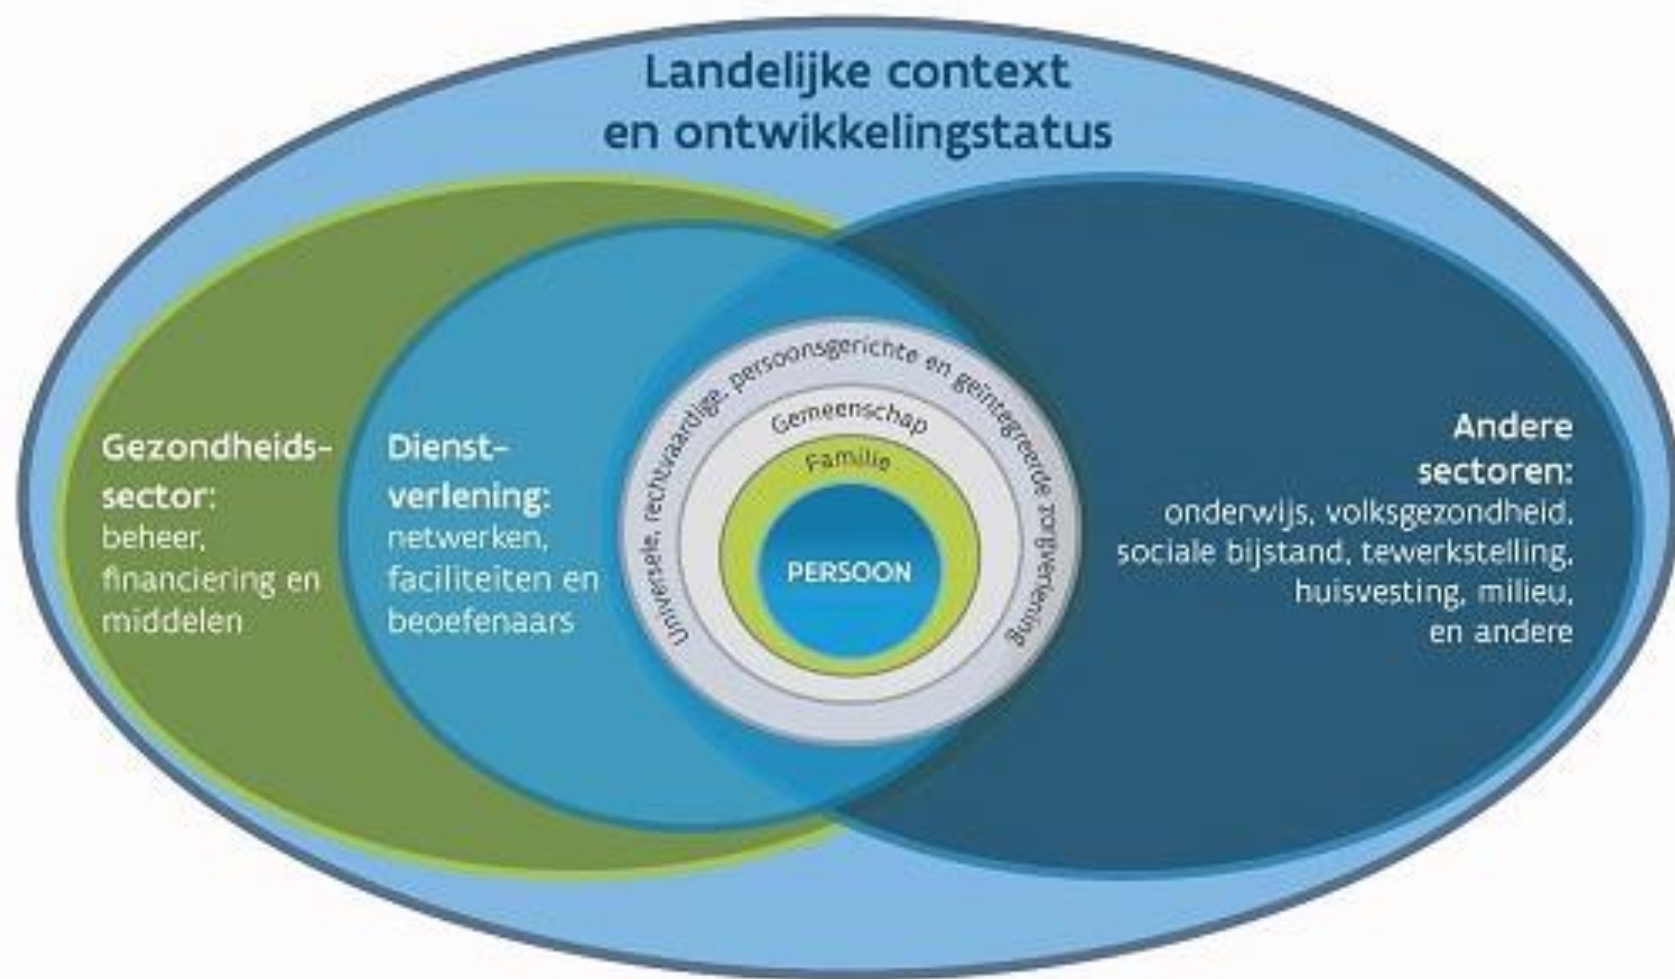 Landelijke context
en ontwikkelingstatus
Gezondheids-
sector:
beheer,
financiering en
middelen
Dienst-
verlening:
netwerken,
faciliteiten en
beoefenaars
Universele, rechtvaardige, persoonsgerichte en geïntegreerde zorgverlening
Gemeenschap
Familie
PERSOON
Andere
sectoren:
onderwijs, volksgezondheid,
sociale bijstand, tewerkstelling,
huisvesting, milieu,
en andere